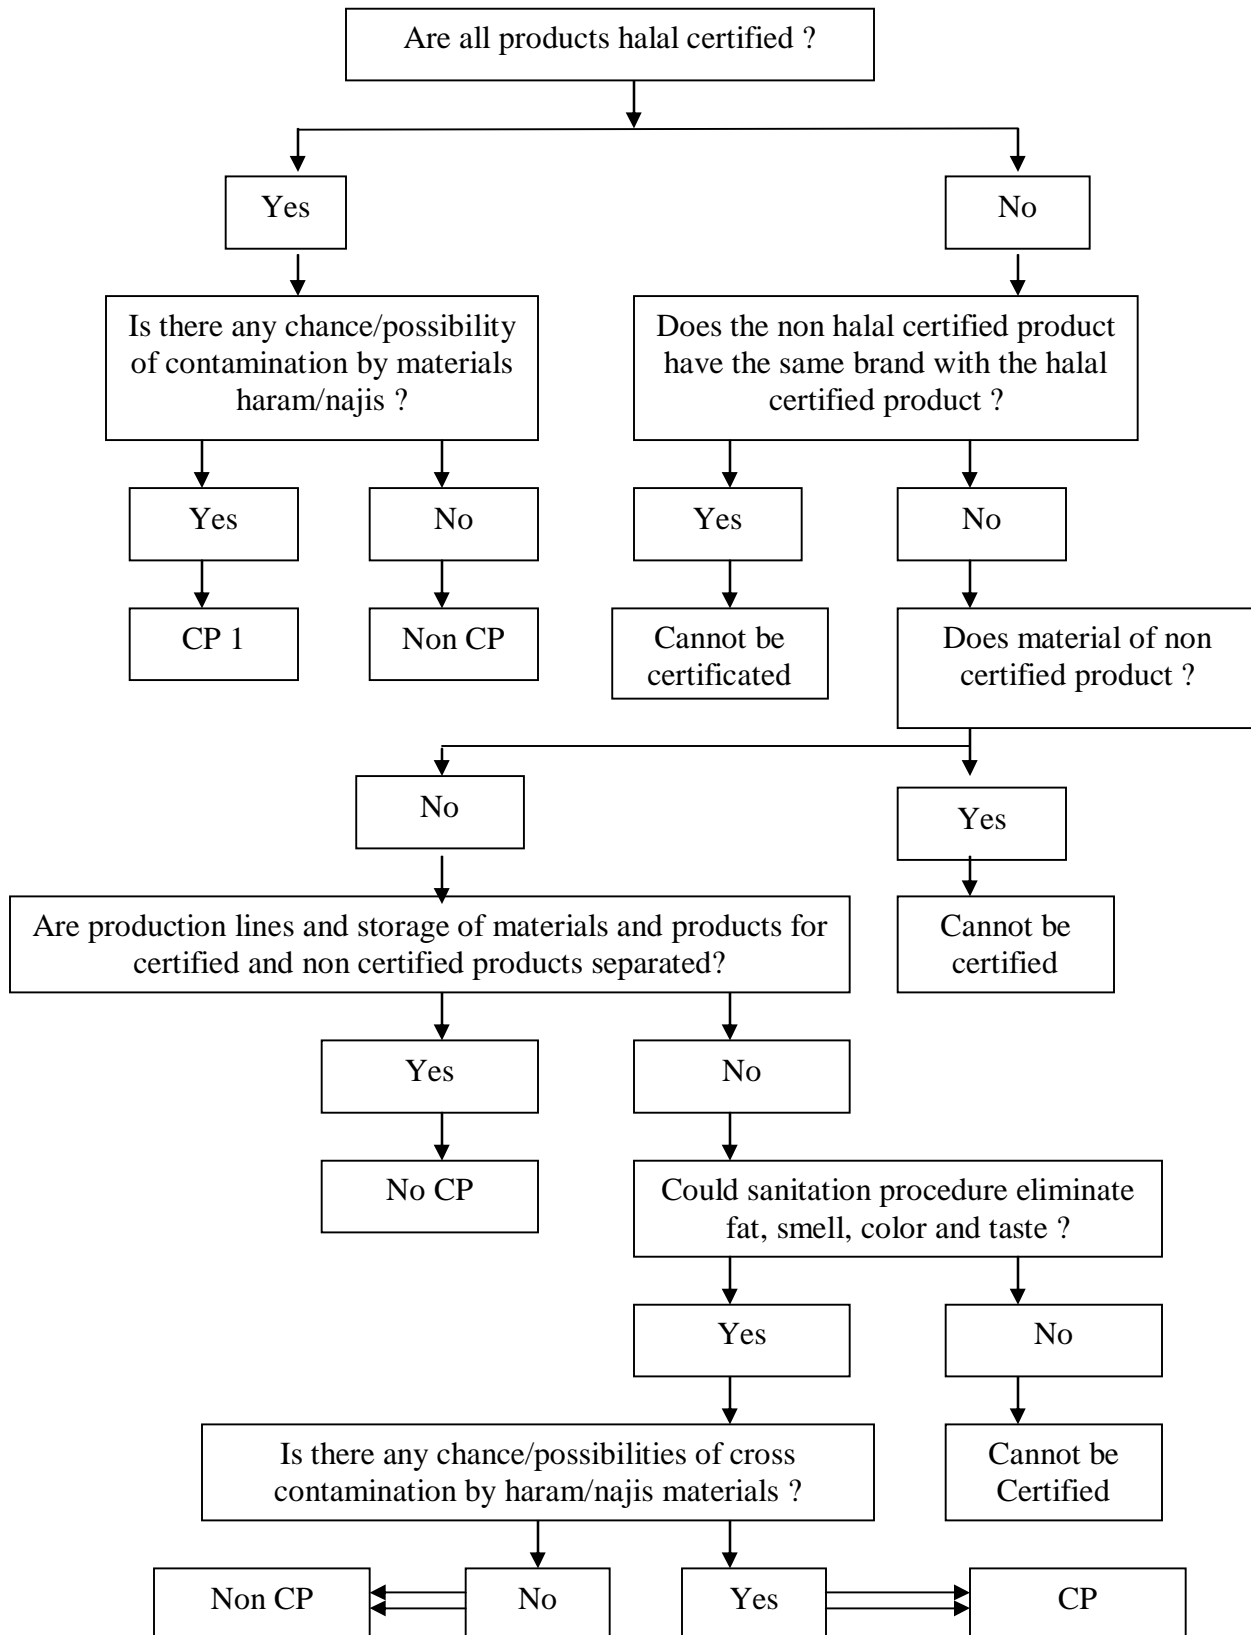 Are all products halal certified ?
Yes
No
Is there any chance/possibility
of contamination by materials
haram/najis ?
Does the non halal certified product
have the same brand with the halal
certified product ?
Yes
No
Yes
No
CP 1
Non CP
Cannot be
certificated
Does material of non
certified product ?
No
Yes
Are production lines and storage of materials and products for
certified and non certified products separated?
Cannot be
certified
Yes
No
No CP
Could sanitation procedure eliminate
fat, smell, color and taste ?
Yes
No
Is there any chance/possibilities of cross
contamination by haram/najis materials ?
Cannot be
Certified
Non CP
No
Yes
CP